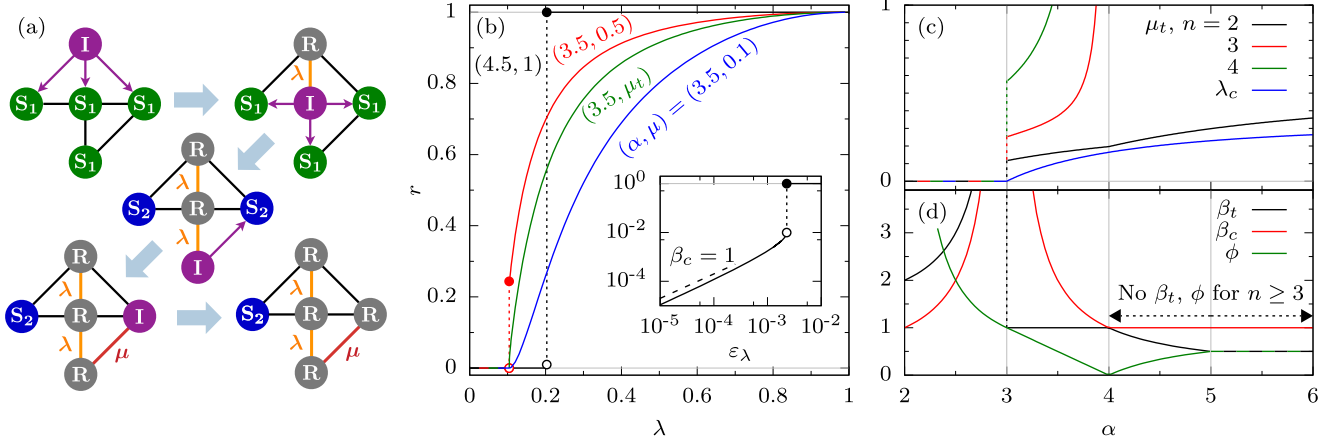 (a)
I
S1 S1 S1
S1
R
λ
S1 I S1
S1
R
λ
S2 R S2
λ
I
R
λ
S2 R I
λ
R μ
R
λ
S2 R R
λ
R μ
(b)
r
1
0.8
0.6
0.4
0.2
0
0 0.2 0.4 0.6 0.8 1
λ
(4.5, 1)
(3.5, 0.5)
(3.5, μt)
(α, μ) = (3.5, 0.1)
βc = 1
10^0
10^-2
10^-4
10^-5 10^-4 10^-3 10^-2
ελ
(c)
1
0
μt, n = 2
3
4
λc
(d)
3
2
1
0
βt
βc
ϕ
No βt, ϕ for n ≥ 3
2 3 4 5 6
α